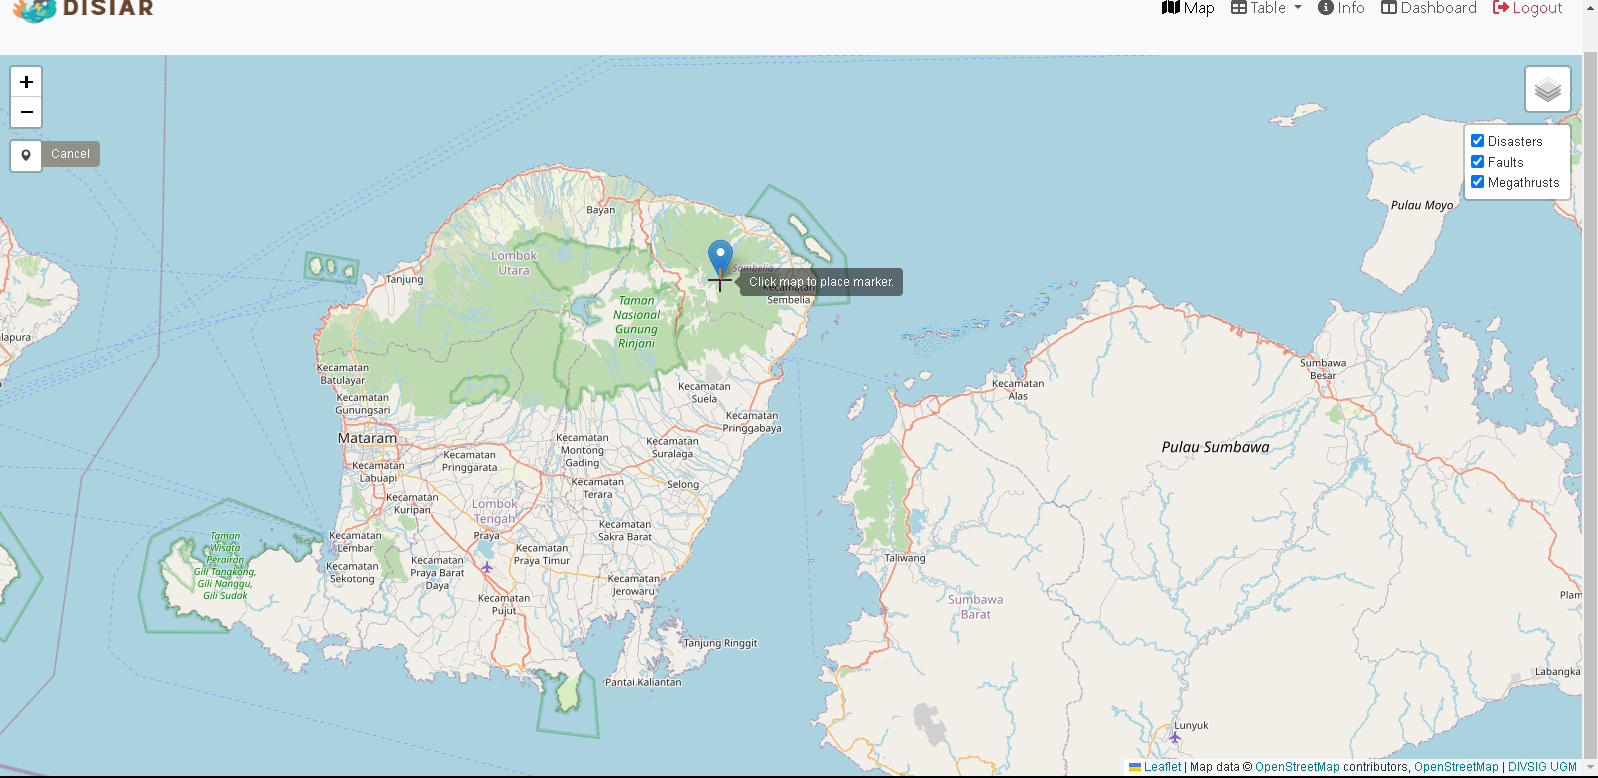 DISIAR
Map
Table
Info
Dashboard
Logout
+
−
Cancel
Disasters
Faults
Megathrusts
Pulau Moyo
Bayan
Lombok
Utara
Tanjung
Sambelia
Click map to place marker.
Kecamatan
Sembelia
Taman
Nasional
Gunung
Rinjani
lapura
Kecamatan
Batulayar
Kecamatan
Gunungsari
Kecamatan
Suela
Kecamatan
Alas
Sumbawa
Besar
Kecamatan
Pringgabaya
Mataram
Kecamatan
Pringgarata
Kecamatan
Montong
Gading
Kecamatan
Suralaga
Pulau Sumbawa
Kecamatan
Labuapi
Kecamatan
Terara
Selong
Kecamatan
Kuripan
Lombok
Tengah
Praya
Kecamatan
Sakra Barat
Taman
Wisata
Perairan
Gili Tangkong,
Gili Nanggu,
Gili Sudak
Kecamatan
Lembar
Kecamatan
Sekotong
Kecamatan
Praya Barat
Daya
Kecamatan
Praya Timur
Taliwang
Kecamatan
Jerowaru
Kecamatan
Pujut
Sumbawa
Barat
Plam
Tanjung Ringgit
Pantai Kaliantan
Labangka
Lunyuk
Leaflet | Map data © OpenStreetMap contributors, OpenStreetMap | DIVSIG UGM